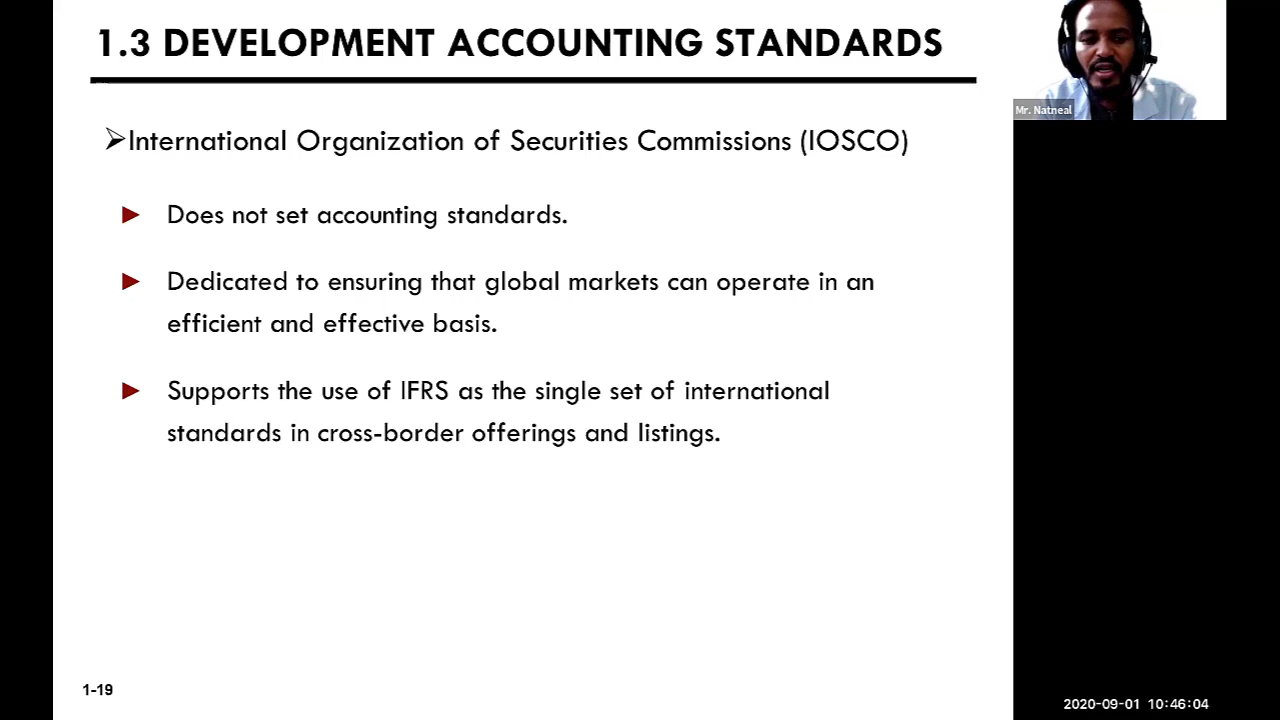 1.3 DEVELOPMENT ACCOUNTING STANDARDS
Mr. Natneal
➢International Organization of Securities Commissions (IOSCO)
► Does not set accounting standards.
► Dedicated to ensuring that global markets can operate in an
efficient and effective basis.
► Supports the use of IFRS as the single set of international
standards in cross-border offerings and listings.
1-19
2020-09-01 10:46:04